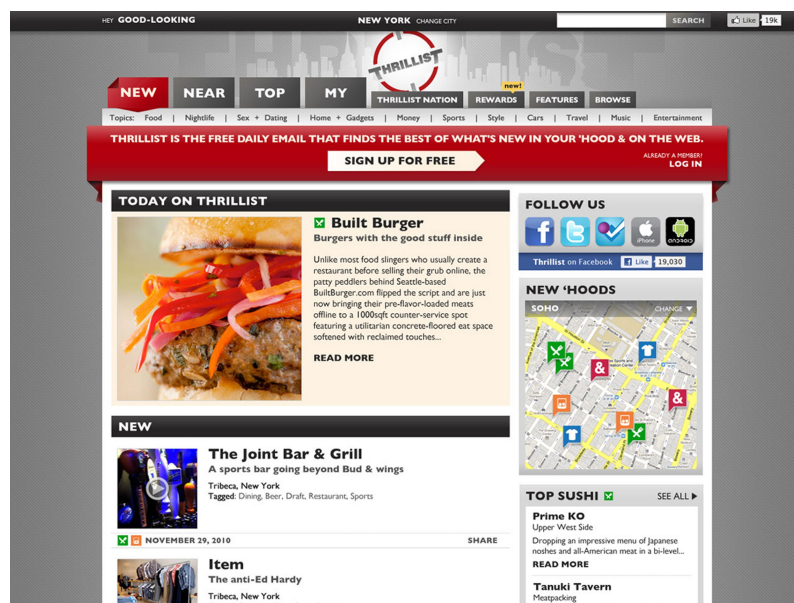 HEY GOOD-LOOKING
NEW YORK CHANGE CITY
SEARCH
Like 19k
THRILLIST
THRILLIST
NEW NEAR TOP MY
new!
THRILLIST NATION REWARDS FEATURES BROWSE
Topics: Food | Nightlife | Sex + Dating | Home + Gadgets | Money | Sports | Style | Cars | Travel | Music | Entertainment
THRILLIST IS THE FREE DAILY EMAIL THAT FINDS THE BEST OF WHAT'S NEW IN YOUR 'HOOD & ON THE WEB.
SIGN UP FOR FREE
ALREADY A MEMBER?
LOG IN
TODAY ON THRILLIST
Built Burger
Burgers with the good stuff inside
Unlike most food slingers who usually create a
restaurant before selling their grub online, the
patty peddlers behind Seattle-based
BuiltBurger.com flipped the script and are just
now bringing their pre-flavor-loaded meats
offline to a 1000sqft counter-service spot
featuring a utilitarian concrete-floored eat space
softened with reclaimed touches...
READ MORE
NEW
The Joint Bar & Grill
A sports bar going beyond Bud & wings
Tribeca, New York
Tagged: Dining, Beer, Draft, Restaurant, Sports
NOVEMBER 29, 2010
SHARE
Item
The anti-Ed Hardy
Tribeca, New York
FOLLOW US
iPhone
android
Thrillist on Facebook
Like 19,030
NEW 'HOODS
SOHO
CHANGE
&
&
TOP SUSHI
SEE ALL
Prime KO
Upper West Side
Dropping an impressive menu of Japanese
noshes and all-American meat in a bi-level...
READ MORE
Tanuki Tavern
Meatpacking